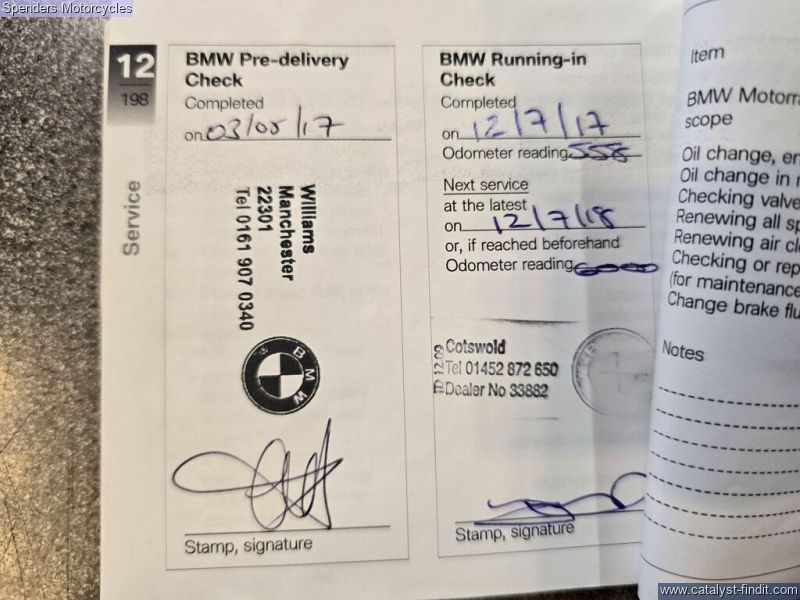 Spenders Motorcycles
12
198
Service
BMW Pre-delivery
Check
Completed
on 03/05/17
Williams
Manchester
22301
Tel 0161 907 0340
BMW
Stamp, signature
BMW Running-in
Check
Completed
on 12/7/17
Odometer reading 558
Next service
at the latest
on 12/7/18
or, if reached beforehand
Odometer reading 6000
Cotswold
Tel 01452 872 650
Dealer No 33882
Stamp, signature
Item
BMW Motorra
scope
Oil change, en
Oil change in r
Checking valve
Renewing all sp
Renewing air cle
Checking or rep
(for maintenance
Change brake flu
Notes
www.catalyst-findit.com